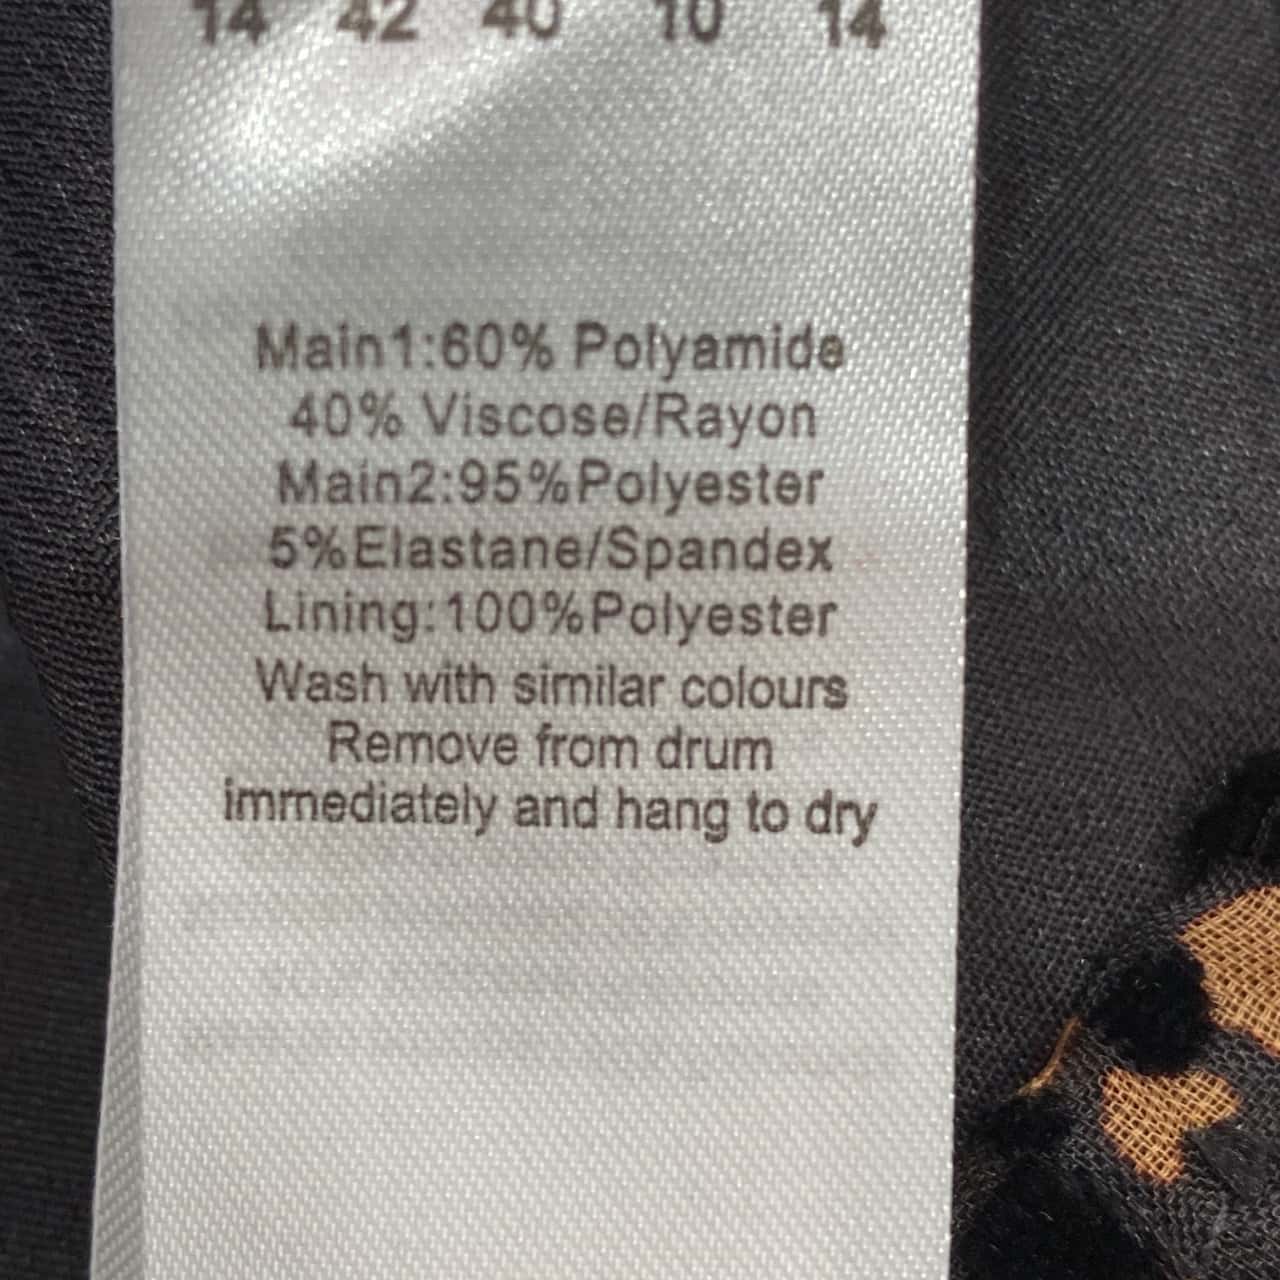 14 42 40 10 14
Main1:60% Polyamide
40% Viscose/Rayon
Main2:95%Polyester
5%Elastane/Spandex
Lining:100%Polyester
Wash with similar colours
Remove from drum
immediately and hang to dry